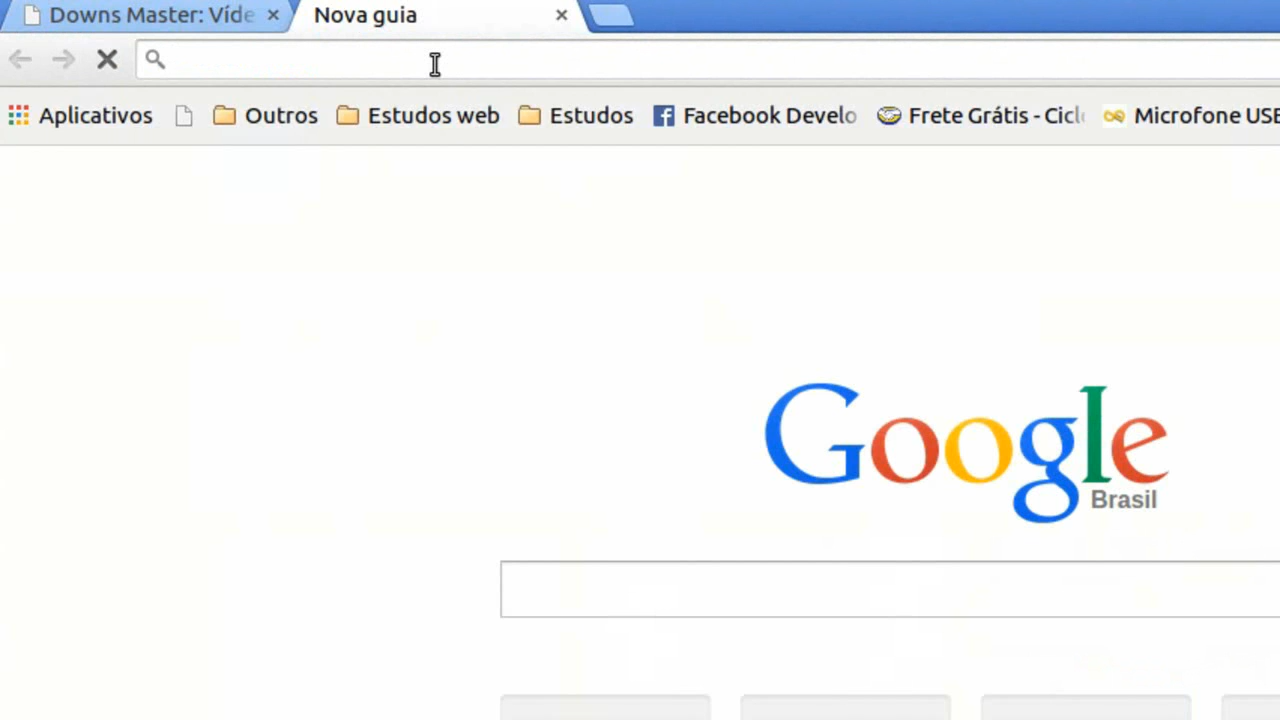 Downs Master: Víde
Nova guia
Aplicativos Outros Estudos web Estudos Facebook Develo Frete Grátis - Cicl Microfone USB
Google
Brasil